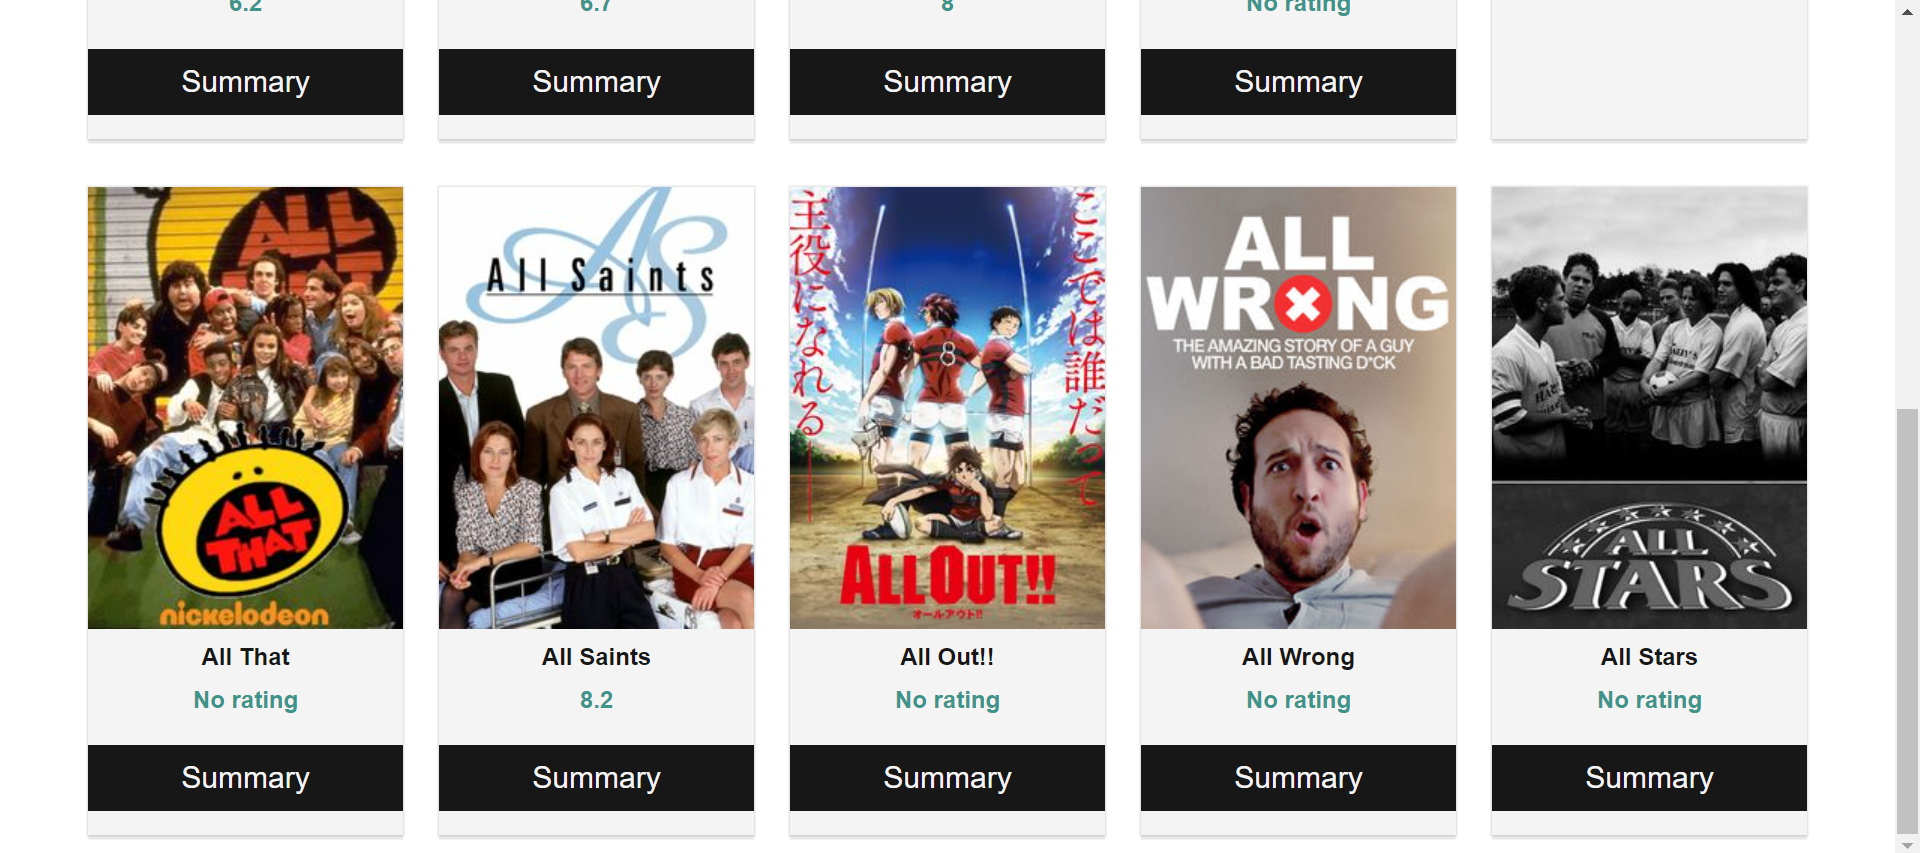 6.2
6.7
8
No rating
Summary
Summary
Summary
Summary
ALL
THAT
ALL
THAT
nickelodeon
AS
All Saints
主役になれる
ここでは誰だって
8
ALLOUT!!
オールアウト!!
ALL
WRONG
THE AMAZING STORY OF A GUY
WITH A BAD TASTING D*CK
ALL
STARS
All That
All Saints
All Out!!
All Wrong
All Stars
No rating
8.2
No rating
No rating
No rating
Summary
Summary
Summary
Summary
Summary